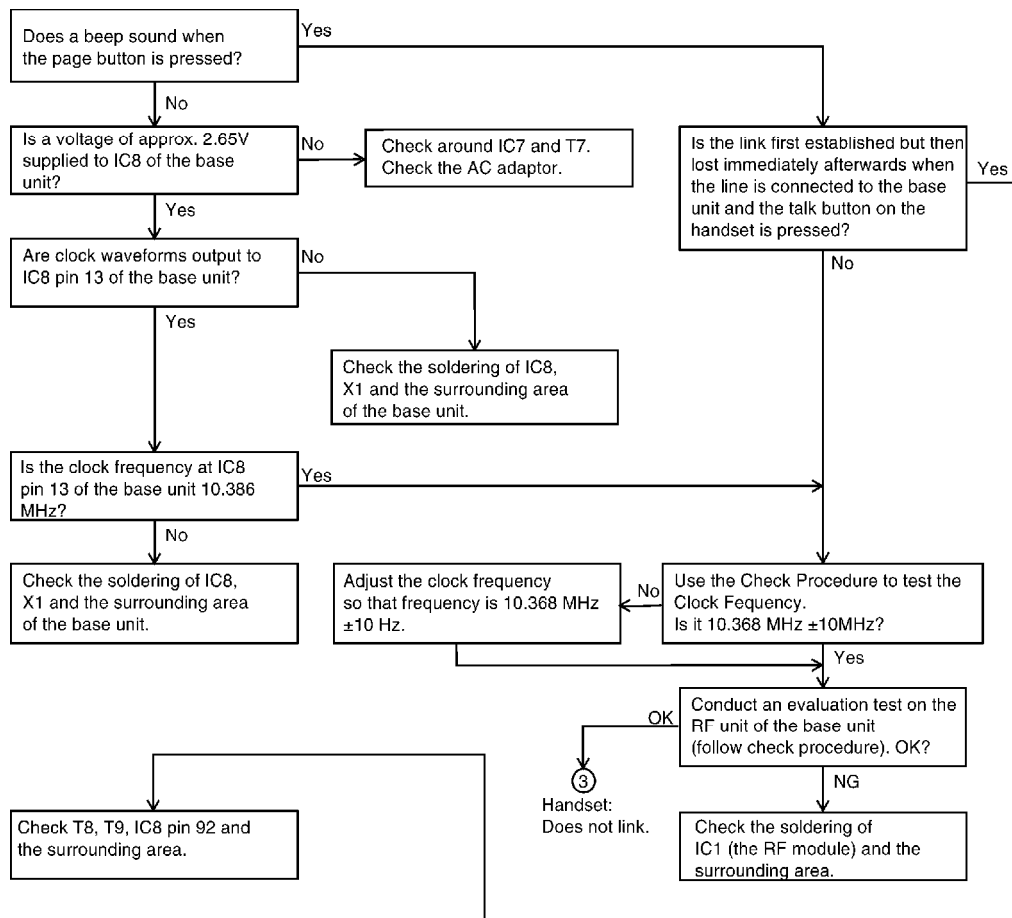 Does a beep sound when
the page button is pressed?
Yes
No
Is a voltage of approx. 2.65V
supplied to IC8 of the base
unit?
No
Check around IC7 and T7.
Check the AC adaptor.
Is the link first established but then
lost immediately afterwards when
the line is connected to the base
unit and the talk button on the
handset is pressed?
Yes
Yes
Are clock waveforms output to
IC8 pin 13 of the base unit?
No
No
Yes
Check the soldering of IC8,
X1 and the surrounding area
of the base unit.
Is the clock frequency at IC8
pin 13 of the base unit 10.386
MHz?
Yes
No
Check the soldering of IC8,
X1 and the surrounding area
of the base unit.
Adjust the clock frequency
so that frequency is 10.368 MHz
±10 Hz.
No
Use the Check Procedure to test the
Clock Fequency.
Is it 10.368 MHz ±10MHz?
Yes
Conduct an evaluation test on the
RF unit of the base unit
(follow check procedure). OK?
OK
3
Handset:
Does not link.
NG
Check the soldering of
IC1 (the RF module) and the
surrounding area.
Check T8, T9, IC8 pin 92 and
the surrounding area.